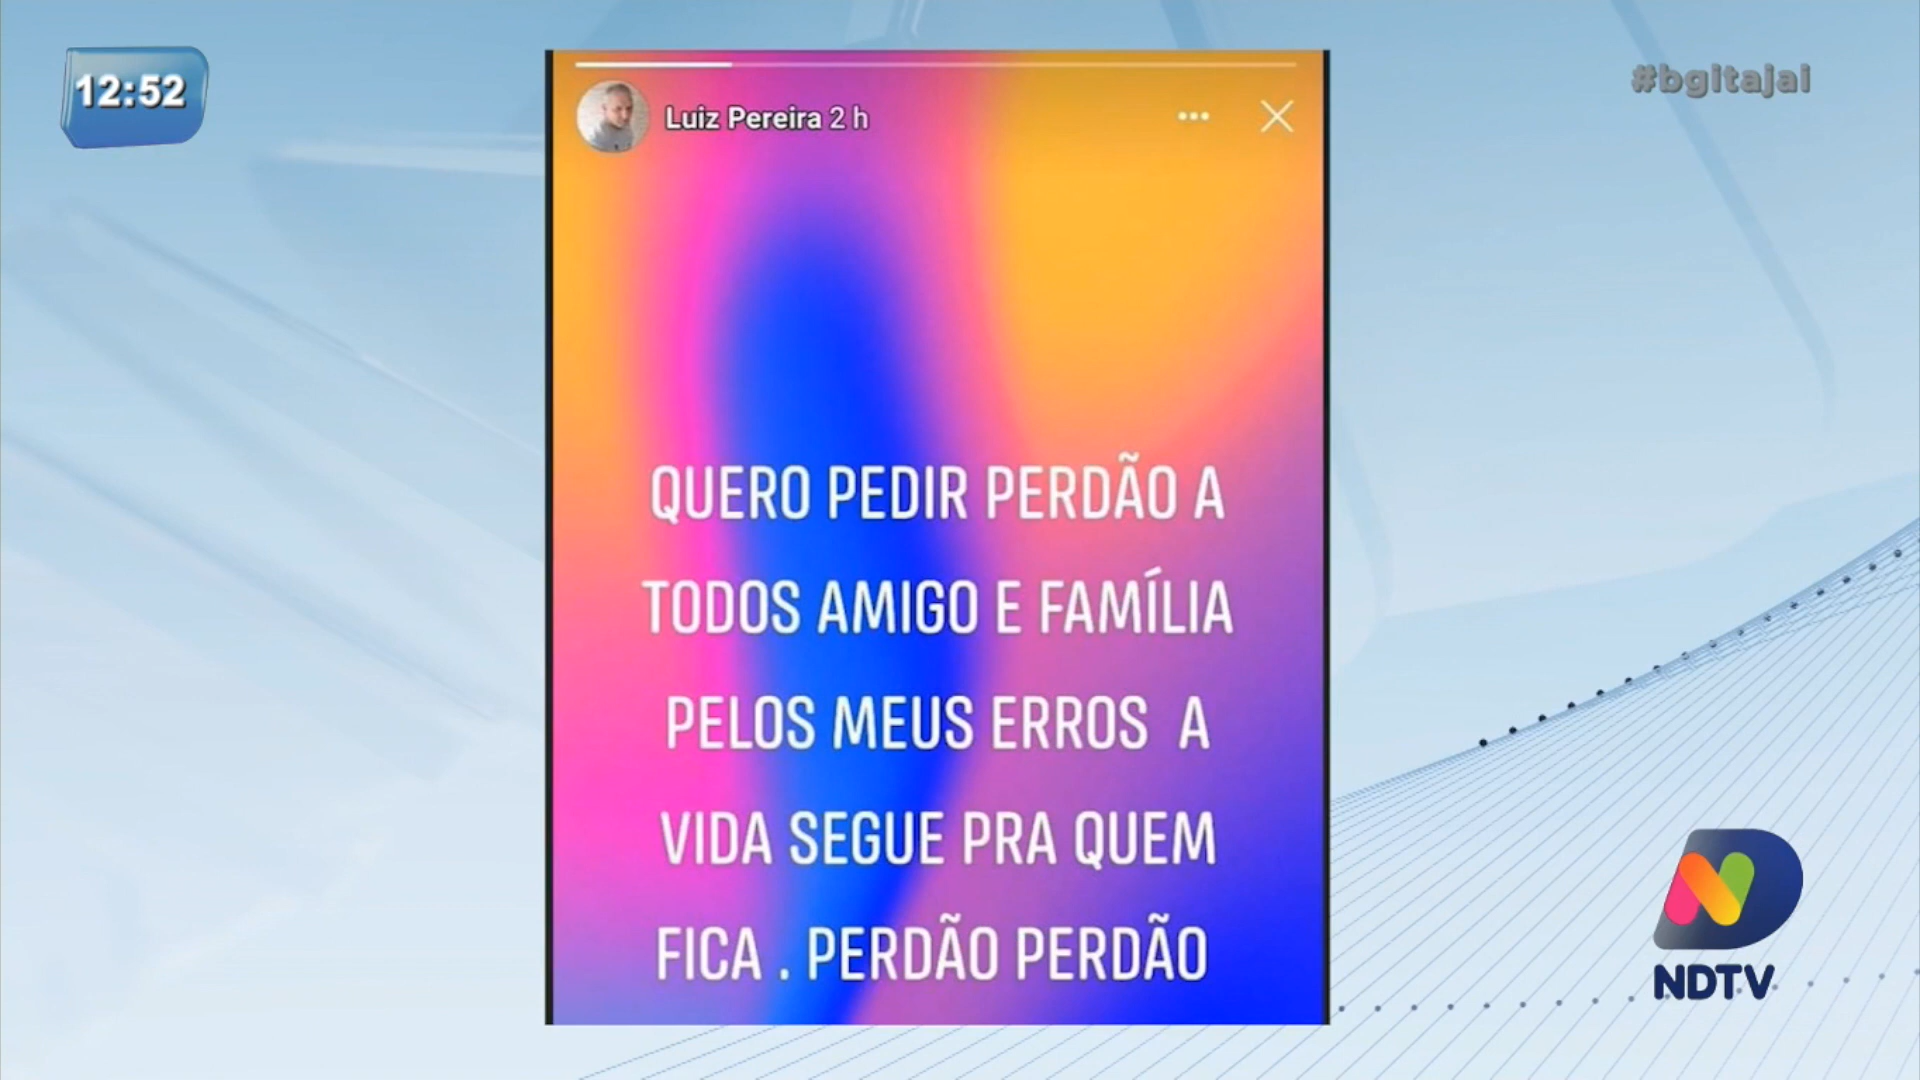 12:52
#bgitajai
Luiz Pereira 2 h
QUERO PEDIR PERDÃO A
TODOS AMIGO E FAMÍLIA
PELOS MEUS ERROS A
VIDA SEGUE PRA QUEM
FICA . PERDÃO PERDÃO
NDTV